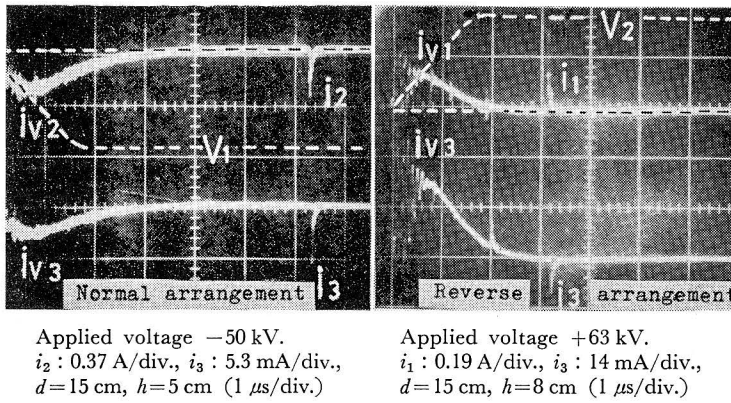 i2
iv2
V1
iv3
i3
Normal arrangement
iv1
V2
i1
iv3
i3
Reverse arrangement
Applied voltage −50 kV.
i2 : 0.37 A/div., i3 : 5.3 mA/div.,
d=15 cm, h=5 cm (1 μs/div.)
Applied voltage +63 kV.
i1 : 0.19 A/div., i3 : 14 mA/div.,
d=15 cm, h=8 cm (1 μs/div.)